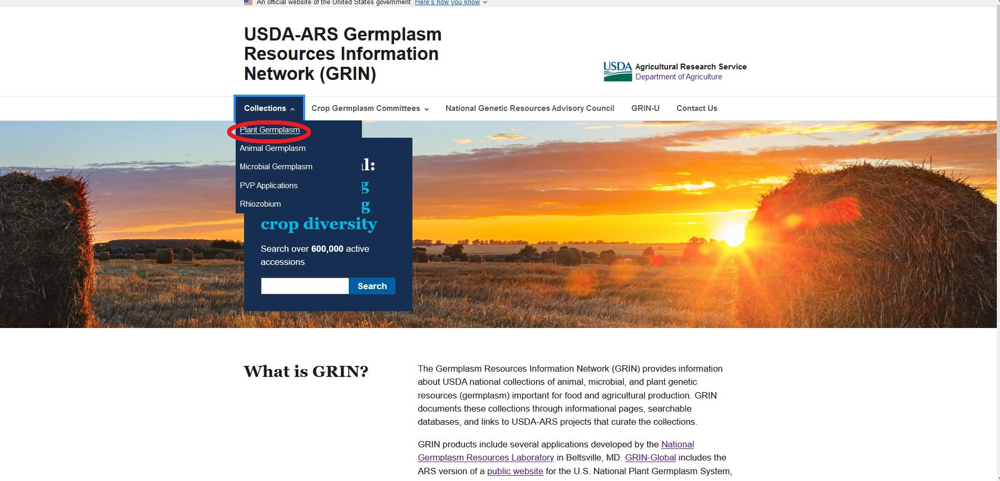 An official website of the United States government Here's how you know
USDA-ARS Germplasm
Resources Information
Network (GRIN)
USDA Agricultural Research Service
Department of Agriculture
Collections Crop Germplasm Committees National Genetic Resources Advisory Council GRIN-U Contact Us
Plant Germplasm
Animal Germplasm
Microbial Germplasm
PVP Applications
Rhiozobium
l:
g
g
crop diversity
Search over 600,000 active
accessions
Search
What is GRIN?
The Germplasm Resources Information Network (GRIN) provides information
about USDA national collections of animal, microbial, and plant genetic
resources (germplasm) important for food and agricultural production. GRIN
documents these collections through informational pages, searchable
databases, and links to USDA-ARS projects that curate the collections.
GRIN products include several applications developed by the National
Germplasm Resources Laboratory in Beltsville, MD. GRIN-Global includes the
ARS version of a public website for the U.S. National Plant Germplasm System,